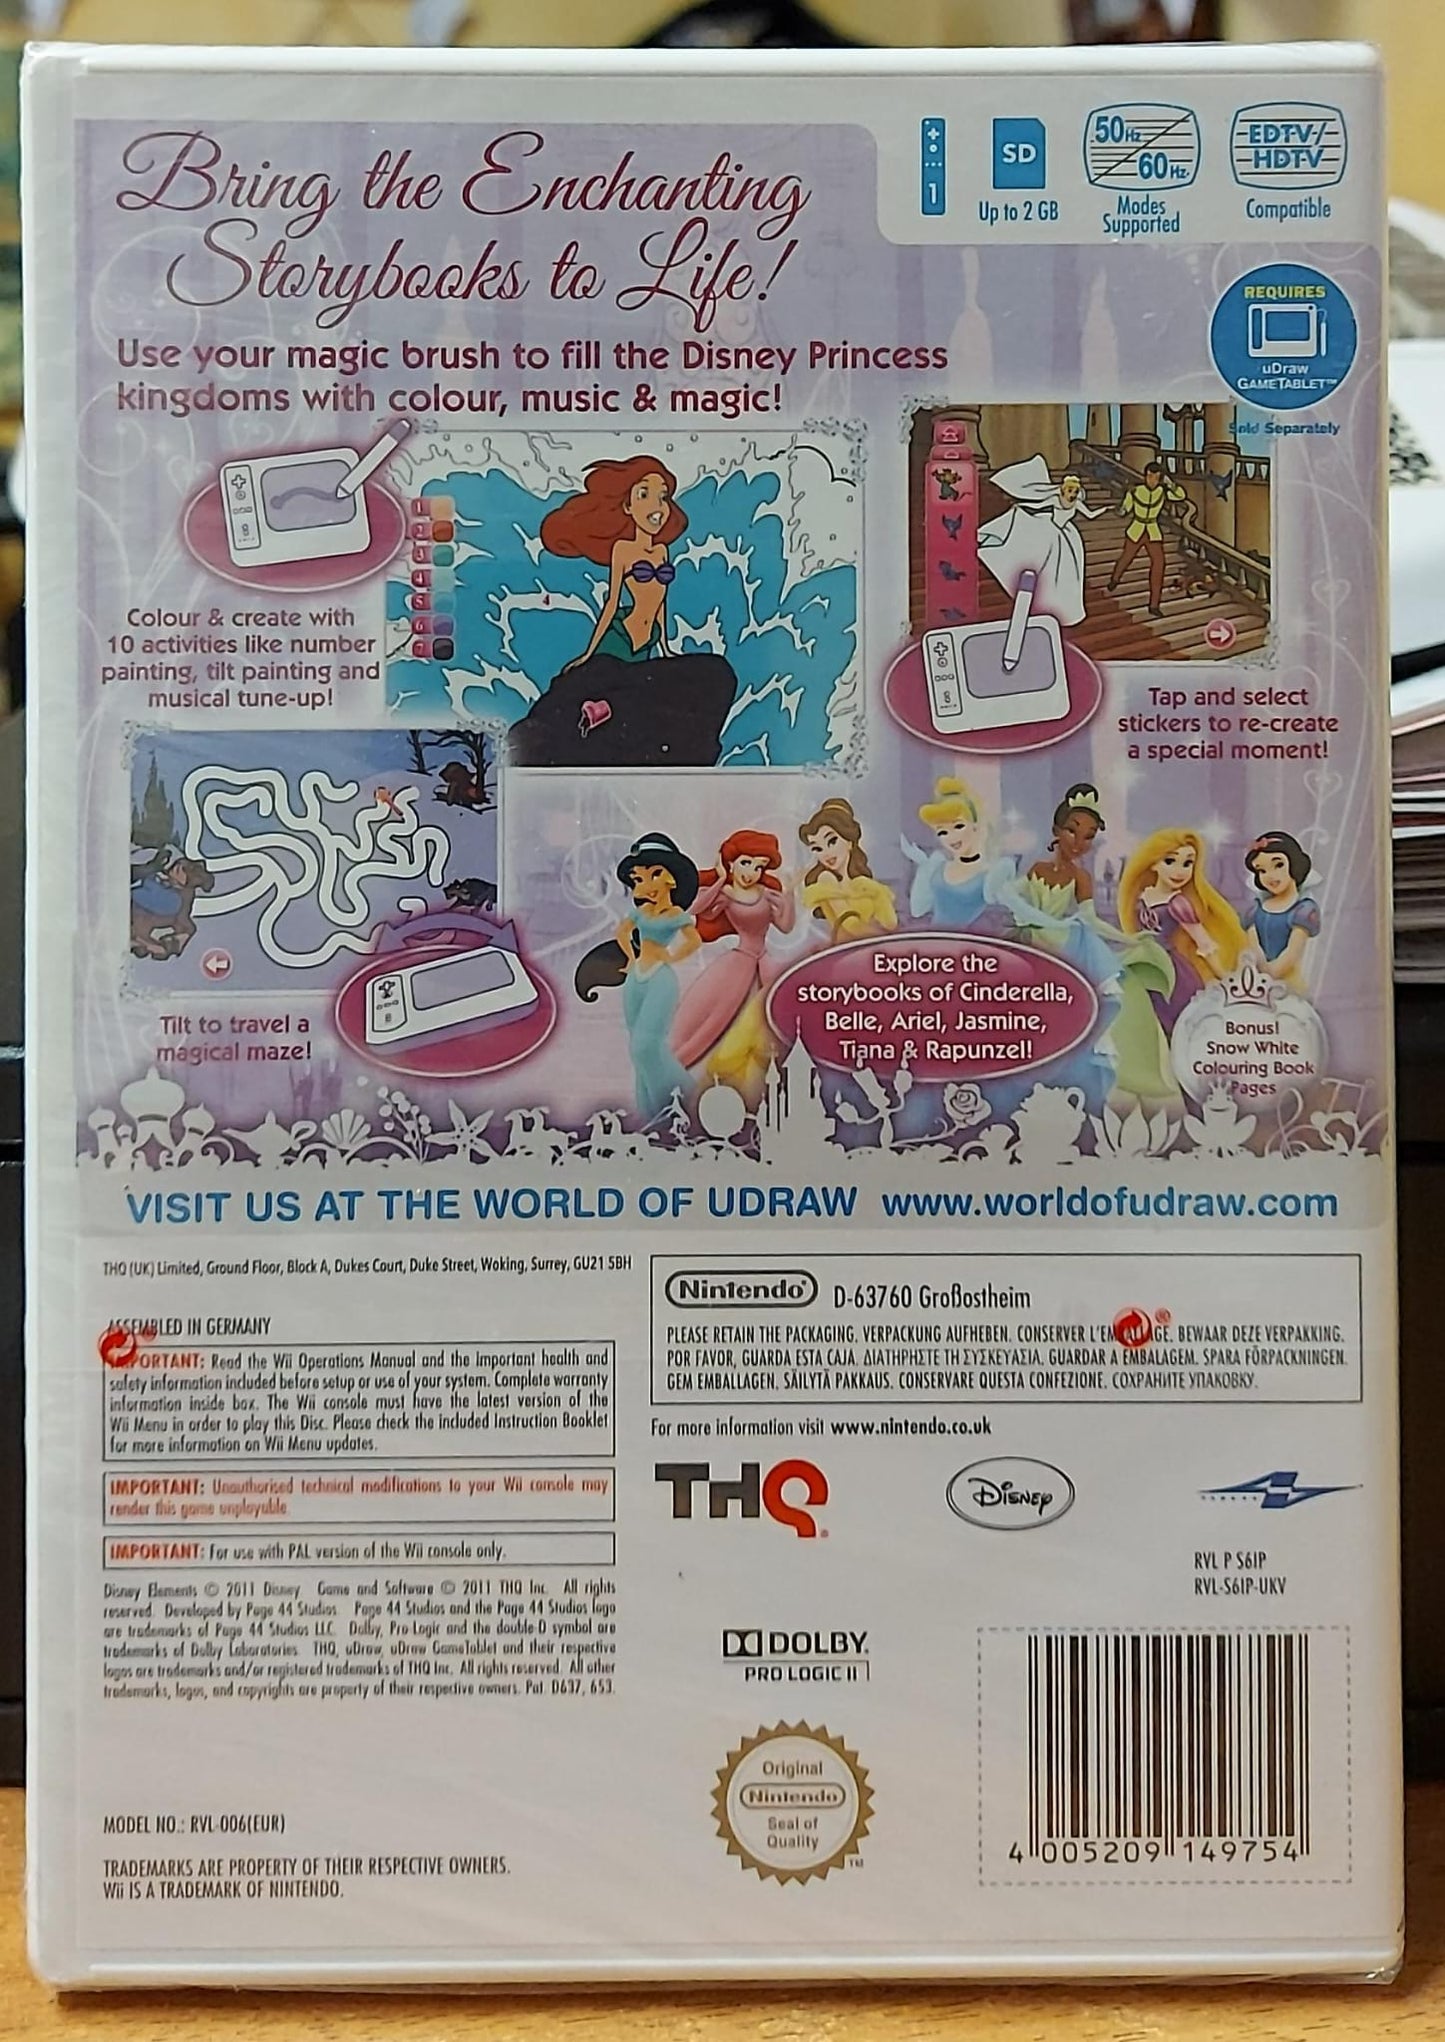 Bring the Enchanting
Storybooks to Life!
Use your magic brush to fill the Disney Princess
kingdoms with colour, music & magic!
1
SD
Up to 2 GB
50Hz
60Hz
Modes
Supported
EDTV/
HDTV
Compatible
REQUIRES
uDraw
GAMETABLET™
Sold Separately
Colour & create with
10 activities like number
painting, tilt painting and
musical tune-up!
1
2
3
4
5
6
7
4
Tap and select
stickers to re-create
a special moment!
Tilt to travel a
magical maze!
Explore the
storybooks of Cinderella,
Belle, Ariel, Jasmine,
Tiana & Rapunzel!
Bonus!
Snow White
Colouring Book
Pages
VISIT US AT THE WORLD OF UDRAW www.worldofudraw.com
THQ (UK) Limited, Ground Floor, Block A, Dukes Court, Duke Street, Woking, Surrey, GU21 5BH
ASSEMBLED IN GERMANY
IMPORTANT: Read the Wii Operations Manual and the important health and
safety information included before setup or use of your system. Complete warranty
information inside box. The Wii console must have the latest version of the
Wii Menu in order to play this Disc. Please check the included Instruction Booklet
for more information on Wii Menu updates.
IMPORTANT: Unauthorised technical modifications to your Wii console may
render this game unplayable.
IMPORTANT: For use with PAL version of the Wii console only.
Disney Elements © 2011 Disney. Game and Software © 2011 THQ Inc. All rights
reserved. Developed by Page 44 Studios. Page 44 Studios and the Page 44 Studios logo
are trademarks of Page 44 Studios LLC. Dolby, Pro Logic and the double-D symbol are
trademarks of Dolby Laboratories. THQ, uDraw, uDraw GameTablet and their respective
logos are trademarks and/or registered trademarks of THQ Inc. All rights reserved. All other
trademarks, logos, and copyrights are property of their respective owners. Pat. D637, 653.
MODEL NO.: RVL-006(EUR)
TRADEMARKS ARE PROPERTY OF THEIR RESPECTIVE OWNERS.
Wii IS A TRADEMARK OF NINTENDO.
Nintendo® D-63760 Großostheim
PLEASE RETAIN THE PACKAGING. VERPACKUNG AUFHEBEN. CONSERVER L'EMBALLAGE. BEWAAR DEZE VERPAKKING.
POR FAVOR, GUARDA ESTA CAJA. ΔΙΑΤΗΡΗΣΤΕ ΤΗ ΣΥΣΚΕΥΑΣΙΑ. GUARDAR A EMBALAGEM. SPARA FÖRPACKNINGEN.
GEM EMBALLAGEN. SÄILYTÄ PAKKAUS. CONSERVARE QUESTA CONFEZIONE. СОХРАНИТЕ УПАКОВКУ.
For more information visit www.nintendo.co.uk
THQ®
Disney
RVL P S6IP
RVL-S6IP-UKV
DOLBY
PRO LOGIC II
Original
Nintendo
Seal of
Quality
TM
4 005209 149754